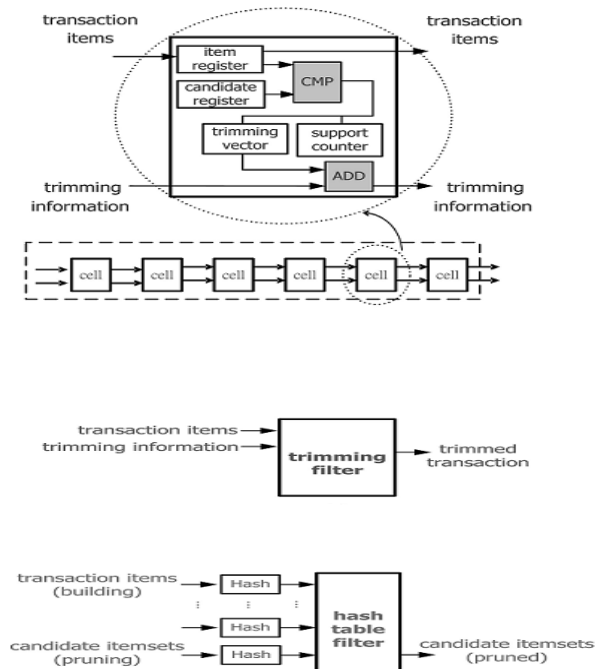 transaction
items
transaction
items
item
register
CMP
candidate
register
trimming
vector
support
counter
ADD
trimming
information
trimming
information
cell
cell
cell
cell
cell
cell
transaction items
trimming information
trimming
filter
trimmed
transaction
transaction items
(building)
Hash
Hash
candidate itemsets
(pruning)
Hash
hash
table
filter
candidate itemsets
(pruned)